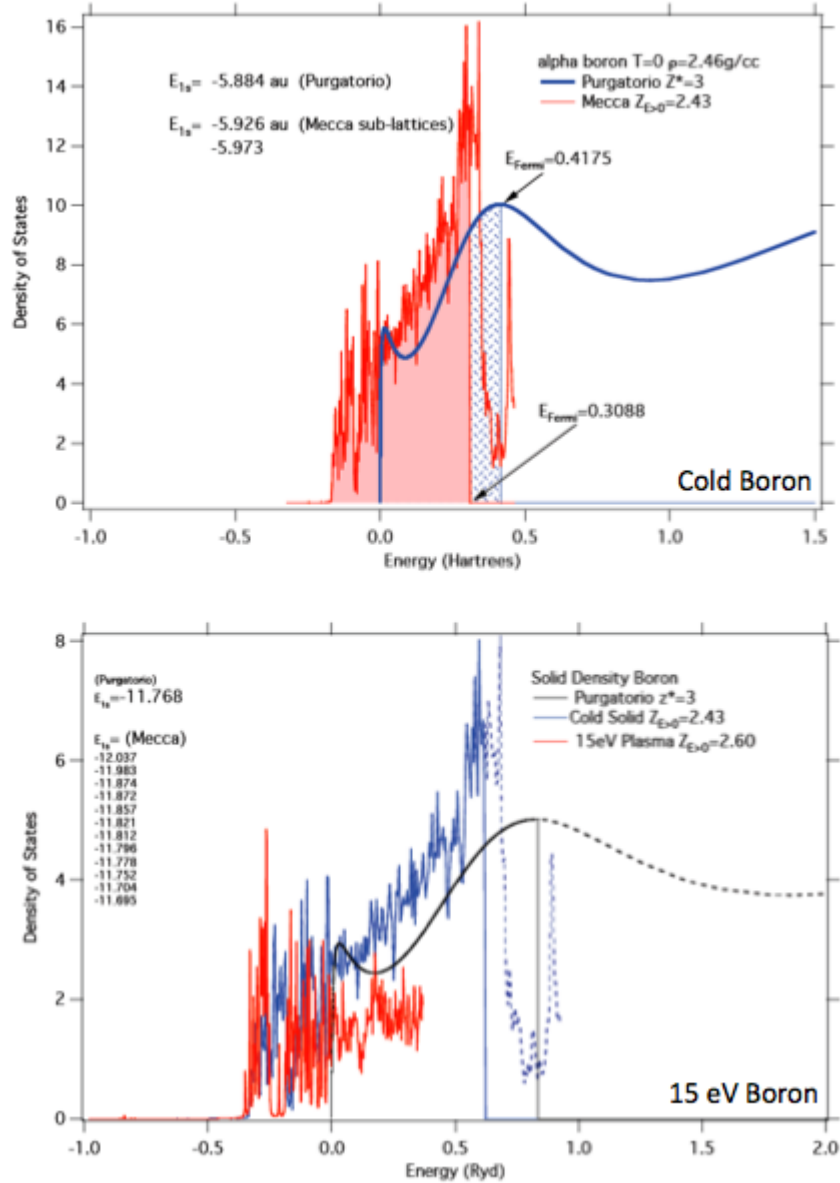 16
14
12
10
8
6
4
2
0
Density of States
E1s= -5.884 au (Purgatorio)
E1s= -5.926 au (Mecca sub-lattices)
-5.973
alpha boron T=0 ρ=2.46g/cc
Purgatorio Z*=3
Mecca ZE>0=2.43
EFermi=0.4175
EFermi=0.3088
Cold Boron
-1.0 -0.5 0.0 0.5 1.0 1.5
Energy (Hartrees)
8
6
4
2
0
Density of States
(Purgatorio)
E1s=-11.768
E1s= (Mecca)
-12.037
-11.983
-11.874
-11.872
-11.857
-11.821
-11.812
-11.796
-11.778
-11.752
-11.704
-11.695
Solid Density Boron
Purgatorio z*=3
Cold Solid ZE>0=2.43
15eV Plasma ZE>0=2.60
15 eV Boron
-1.0 -0.5 0.0 0.5 1.0 1.5 2.0
Energy (Ryd)